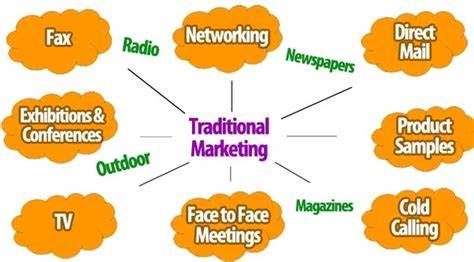 Fax
Radio
Networking
Newspapers
Direct
Mail
Exhibitions &
Conferences
Traditional
Marketing
Product
Samples
Outdoor
TV
Face to Face
Meetings
Magazines
Cold
Calling